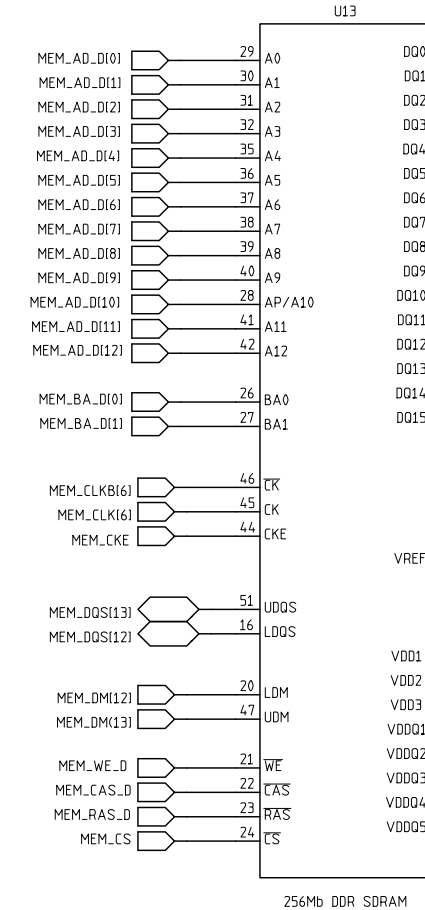 U13
MEM_AD_D[0] 29 A0 DQ0
MEM_AD_D[1] 30 A1 DQ1
MEM_AD_D[2] 31 A2 DQ2
MEM_AD_D[3] 32 A3 DQ3
MEM_AD_D[4] 35 A4 DQ4
MEM_AD_D[5] 36 A5 DQ5
MEM_AD_D[6] 37 A6 DQ6
MEM_AD_D[7] 38 A7 DQ7
MEM_AD_D[8] 39 A8 DQ8
MEM_AD_D[9] 40 A9 DQ9
MEM_AD_D[10] 28 AP/A10 DQ10
MEM_AD_D[11] 41 A11 DQ11
MEM_AD_D[12] 42 A12 DQ12
DQ13
MEM_BA_D[0] 26 BA0 DQ14
MEM_BA_D[1] 27 BA1 DQ15
MEM_CLKB[6] 46 CK
MEM_CLK[6] 45 CK
MEM_CKE 44 CKE
VREF
MEM_DQS[13] 51 UDQS
MEM_DQS[12] 16 LDQS
VDD1
VDD2
MEM_DM[12] 20 LDM
VDD3
MEM_DM[13] 47 UDM
VDDQ1
VDDQ2
MEM_WE_D 21 WE
VDDQ3
MEM_CAS_D 22 CAS
VDDQ4
MEM_RAS_D 23 RAS
VDDQ5
MEM_CS 24 CS
256Mb DDR SDRAM